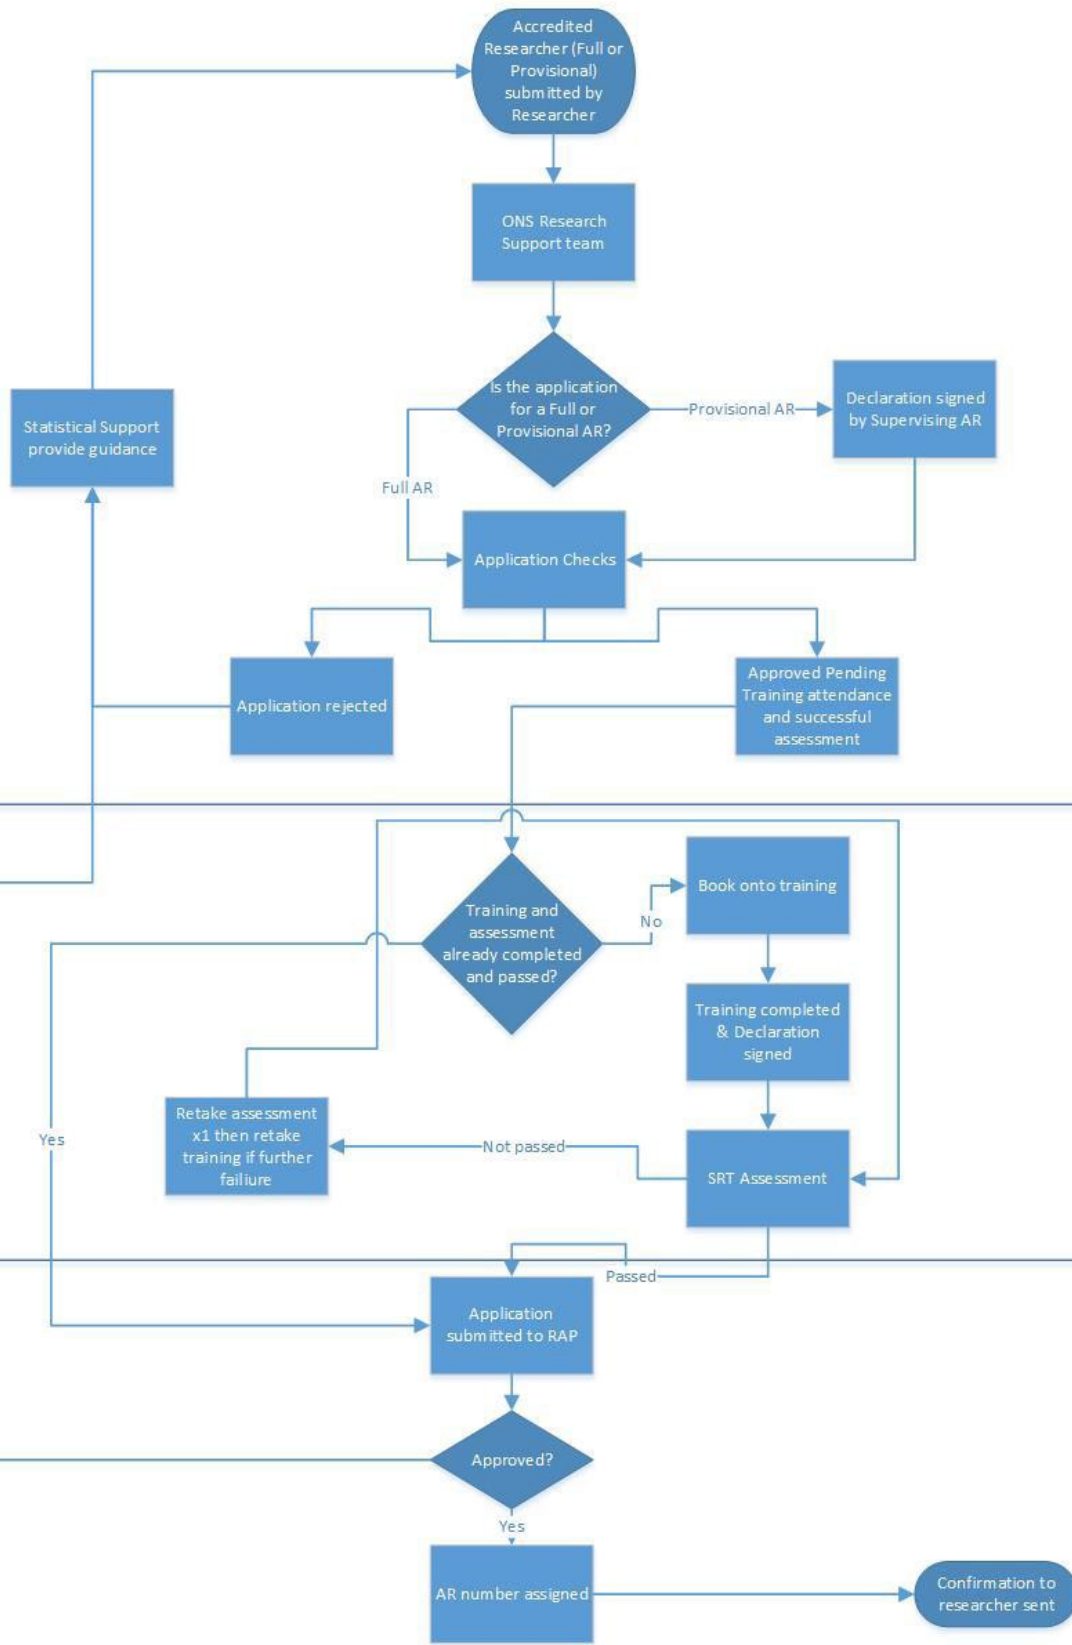 Accredited
Researcher (Full or
Provisional)
submitted by
Researcher
ONS Research
Support team
Is the application
for a Full or
Provisional AR?
Provisional AR
Declaration signed
by Supervising AR
Statistical Support
provide guidance
Full AR
Application Checks
Application rejected
Approved Pending
Training attendance
and successful
assessment
Training and
assessment
already completed
and passed?
No
Book onto training
Training completed
& Declaration
signed
Yes
Retake assessment
x1 then retake
training if further
failiure
Not passed
SRT Assessment
Passed
Application
submitted to RAP
Approved?
Yes
AR number assigned
Confirmation to
researcher sent